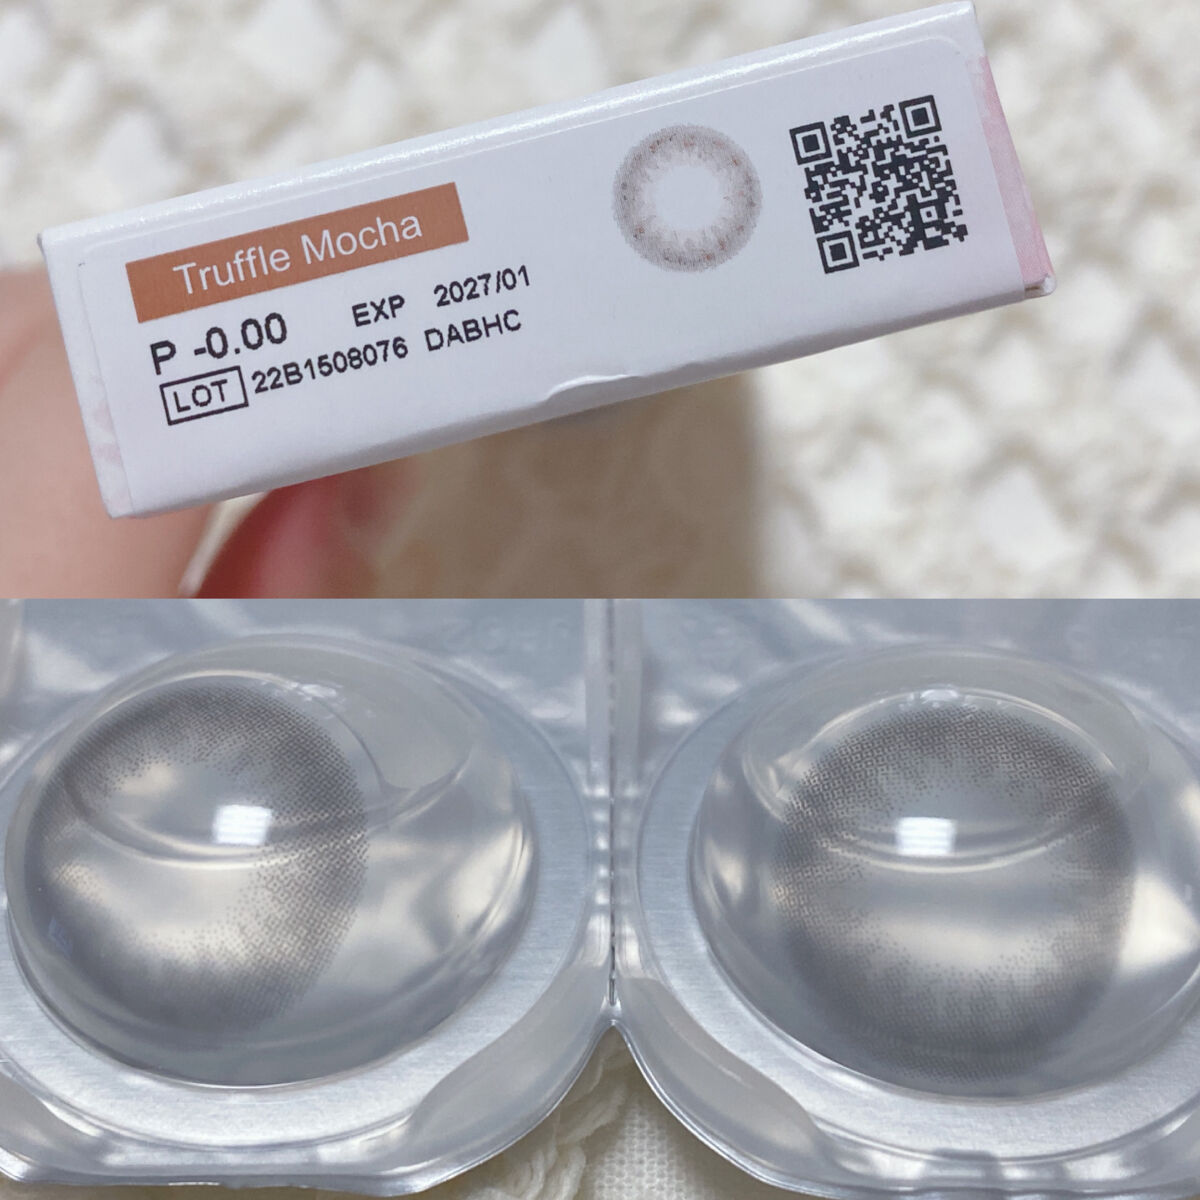 Truffle Mocha
P -0.00 EXP 2027/01
LOT 22B1508076 DABHC